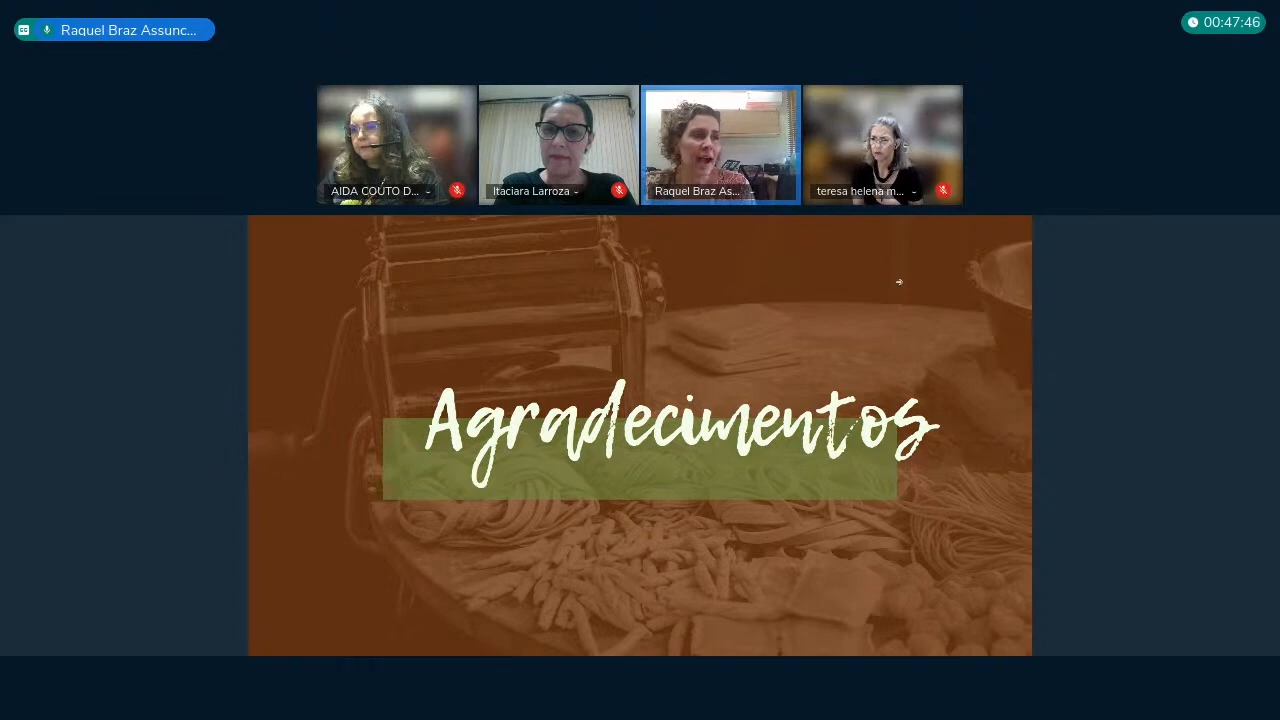 Raquel Braz Assunc...
00:47:46
AIDA COUTO D...
Itaciara Larroza
Raquel Braz As...
teresa helena m...
Agradecimentos